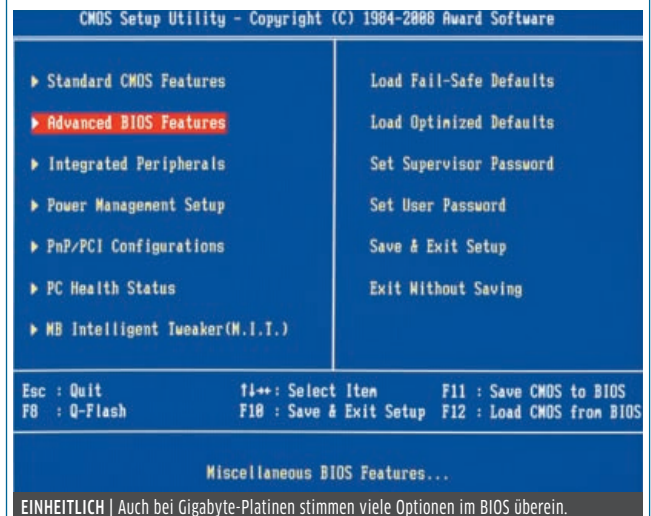 CMOS Setup Utility - Copyright (C) 1984-2008 Award Software
▶ Standard CMOS Features
▶ Advanced BIOS Features
▶ Integrated Peripherals
▶ Power Management Setup
▶ PnP/PCI Configurations
▶ PC Health Status
▶ MB Intelligent Tweaker(M.I.T.)
Load Fail-Safe Defaults
Load Optimized Defaults
Set Supervisor Password
Set User Password
Save & Exit Setup
Exit Without Saving
Esc : Quit ↑↓→←: Select Item F11 : Save CMOS to BIOS
F8 : Q-Flash F10 : Save & Exit Setup F12 : Load CMOS from BIOS
Miscellaneous BIOS Features...
EINHEITLICH | Auch bei Gigabyte-Platinen stimmen viele Optionen im BIOS überein.